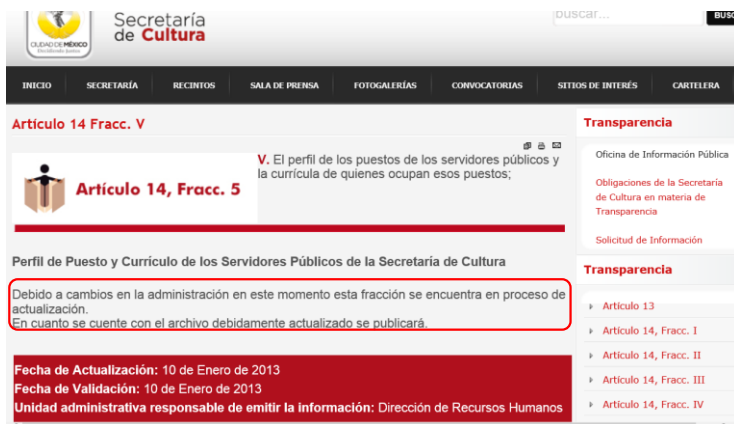 Secretaría
de Cultura
CIUDAD DE MÉXICO
Decidiendo Juntos
buscar...
BUSC
INICIO
SECRETARÍA
RECINTOS
SALA DE PRENSA
FOTOGALERÍAS
CONVOCATORIAS
SITIOS DE INTERÉS
CARTELERA
Artículo 14 Fracc. V
Artículo 14, Fracc. 5
V. El perfil de los puestos de los servidores públicos y
la currícula de quienes ocupan esos puestos;
Perfil de Puesto y Currículo de los Servidores Públicos de la Secretaría de Cultura
Debido a cambios en la administración en este momento esta fracción se encuentra en proceso de
actualización.
En cuanto se cuente con el archivo debidamente actualizado se publicará.
Fecha de Actualización: 10 de Enero de 2013
Fecha de Validación: 10 de Enero de 2013
Unidad administrativa responsable de emitir la información: Dirección de Recursos Humanos
Transparencia
Oficina de Información Pública
Obligaciones de la Secretaría
de Cultura en materia de
Transparencia
Solicitud de Información
Transparencia
Artículo 13
Artículo 14, Fracc. I
Artículo 14, Fracc. II
Artículo 14, Fracc. III
Artículo 14, Fracc. IV